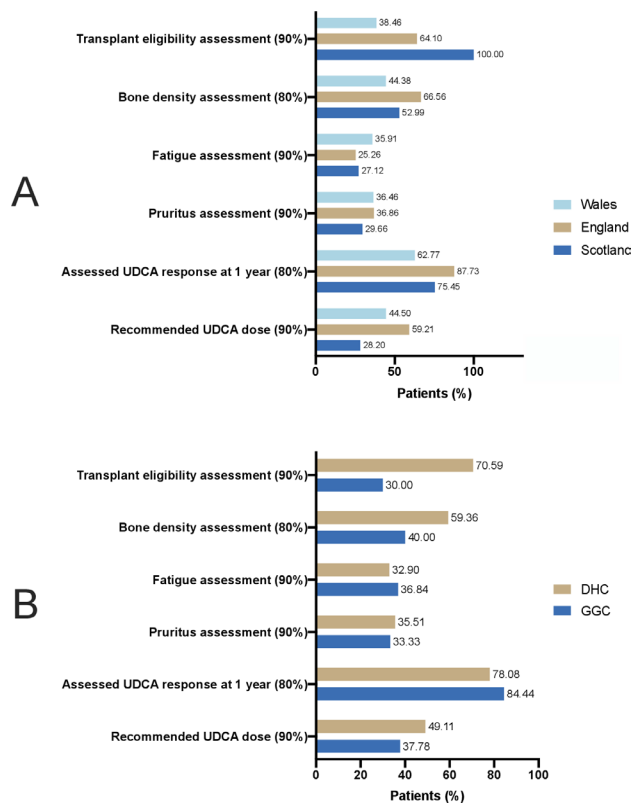 38.46
Transplant eligibility assessment (90%)
64.10
100.00
44.38
Bone density assessment (80%)
66.56
52.99
35.91
Fatigue assessment (90%)
25.26
27.12
A
36.46
Pruritus assessment (90%)
36.86
29.66
Wales
England
Scotland
62.77
Assessed UDCA response at 1 year (80%)
87.73
75.45
44.50
Recommended UDCA dose (90%)
59.21
28.20
0 50 100
Patients (%)
Transplant eligibility assessment (90%)
70.59
30.00
Bone density assessment (80%)
59.36
40.00
Fatigue assessment (90%)
32.90
36.84
DHC
GGC
B
Pruritus assessment (90%)
35.51
33.33
Assessed UDCA response at 1 year (80%)
78.08
84.44
Recommended UDCA dose (90%)
49.11
37.78
0 20 40 60 80 100
Patients (%)